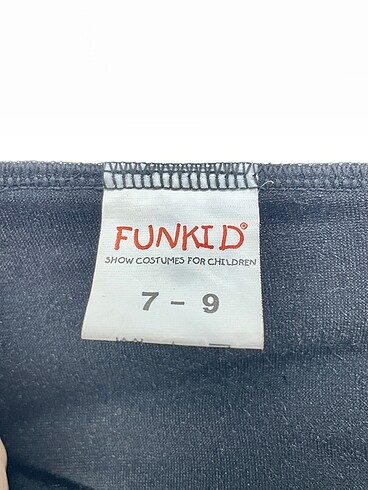 FUNKID®
SHOW COSTUMES FOR CHILDREN
7 - 9